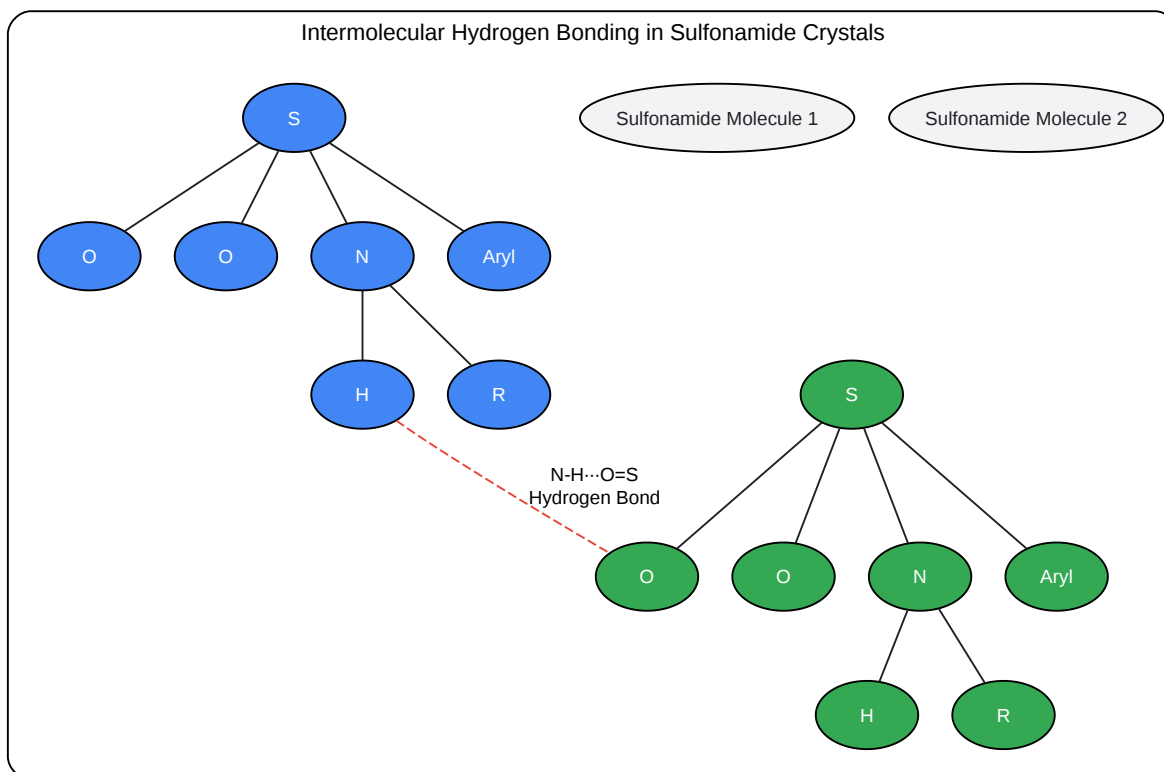 Intermolecular Hydrogen Bonding in Sulfonamide Crystals
S
Sulfonamide Molecule 1
Sulfonamide Molecule 2
O
O
N
Aryl
H
R
S
N-H···O=S
Hydrogen Bond
O
O
N
Aryl
H
R